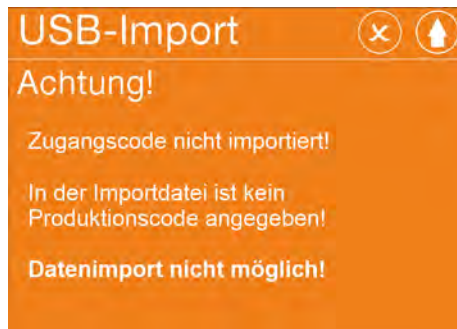 USB-Import
Achtung!
Zugangscode nicht importiert!
In der Importdatei ist kein
Produktionscode angegeben!
Datenimport nicht möglich!